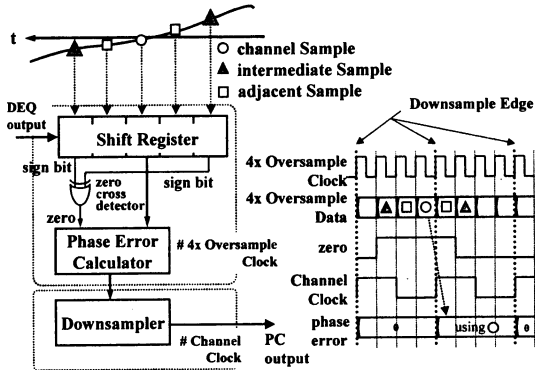 t
channel Sample
intermediate Sample
adjacent Sample
DEQ
output
Shift Register
sign bit
sign bit
zero
cross
detector
zero
Phase Error
Calculator
# 4x Oversample
Clock
Downsampler
# Channel
Clock
PC
output
Downsample Edge
4x Oversample
Clock
4x Oversample
Data
zero
Channel
Clock
phase
error
using